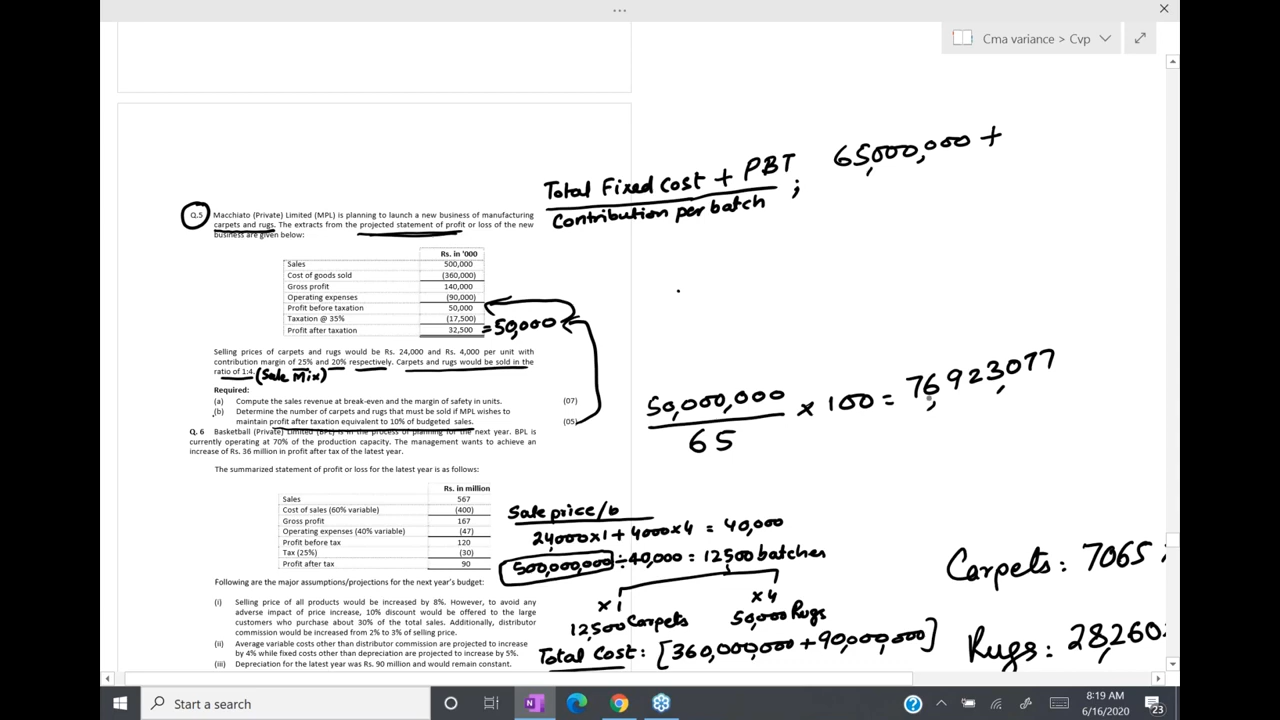 Cma variance > Cvp
65,000,000 +
Total Fixed Cost + PBT ;
Contribution per batch
Q.5 Macchiato (Private) Limited (MPL) is planning to launch a new business of manufacturing
carpets and rugs. The extracts from the projected statement of profit or loss of the new
business are given below:
Rs. in '000
Sales 500,000
Cost of goods sold (360,000)
Gross profit 140,000
Operating expenses (90,000)
Profit before taxation 50,000
Taxation @ 35% (17,500)
Profit after taxation 32,500 = 50,000
Selling prices of carpets and rugs would be Rs. 24,000 and Rs. 4,000 per unit with
contribution margin of 25% and 20% respectively. Carpets and rugs would be sold in the
ratio of 1:4. (Sale Mix)
Required:
(a) Compute the sales revenue at break-even and the margin of safety in units. (07)
(b) Determine the number of carpets and rugs that must be sold if MPL wishes to
maintain profit after taxation equivalent to 10% of budgeted sales. (05)
50,000,000 × 100 = 76,923,077
65
Q. 6 Basketball (Private) Limited (BPL) is in the process of planning for the next year. BPL is
currently operating at 70% of the production capacity. The management wants to achieve an
increase of Rs. 36 million in profit after tax of the latest year.
The summarized statement of profit or loss for the latest year is as follows:
Rs. in million
Sales 567
Cost of sales (60% variable) (400)
Gross profit 167
Operating expenses (40% variable) (47)
Profit before tax 120
Tax (25%) (30)
Profit after tax 90
Sale price/b
24,000×1 + 4000×4 = 40,000
500,000,000 ÷ 40,000 = 12500 batches
×1 ×4
12,500 Carpets 50,000 Rugs
Total Cost: [360,000,000 + 90,000,000]
Carpets: 7065 ;
Rugs: 28,260
Following are the major assumptions/projections for the next year's budget:
(i) Selling price of all products would be increased by 8%. However, to avoid any
adverse impact of price increase, 10% discount would be offered to the large
customers who purchase about 30% of the total sales. Additionally, distributor
commission would be increased from 2% to 3% of selling price.
(ii) Average variable costs other than distributor commission are projected to increase
by 4% while fixed costs other than depreciation are projected to increase by 5%.
(iii) Depreciation for the latest year was Rs. 90 million and would remain constant.
Start a search
8:19 AM
6/16/2020
23